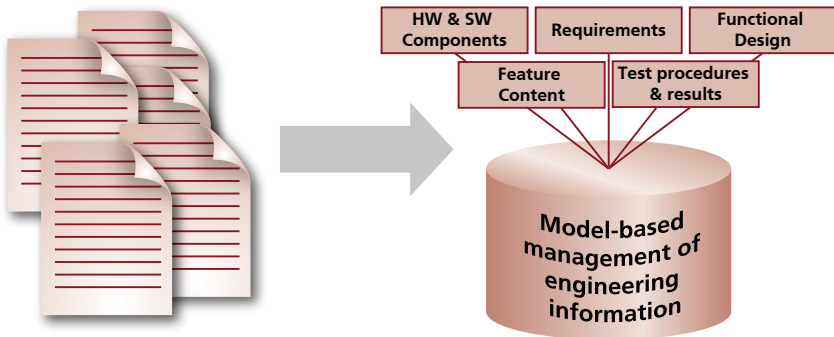 HW & SW
Components
Requirements
Functional
Design
Feature
Content
Test procedures
& results
Model-based
management of
engineering
information